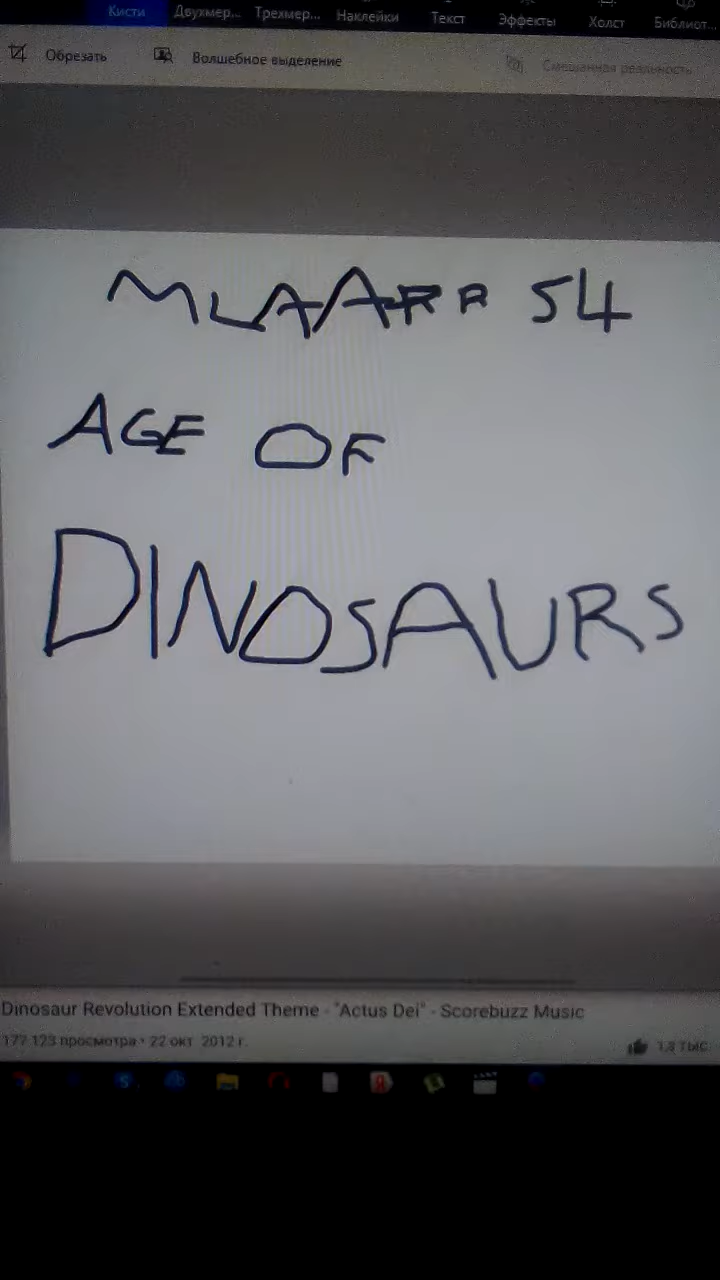 Кисти Двухмер... Трехмер... Наклейки Текст Эффекты Холст Библиот...
Обрезать Волшебное выделение Смешанная реальность
MLAARR 54
AGE OF
DINOSAURS
Dinosaur Revolution Extended Theme - "Actus Dei" - Scorebuzz Music
177 123 просмотра • 22 окт. 2012 г. 1,8 ТЫС.